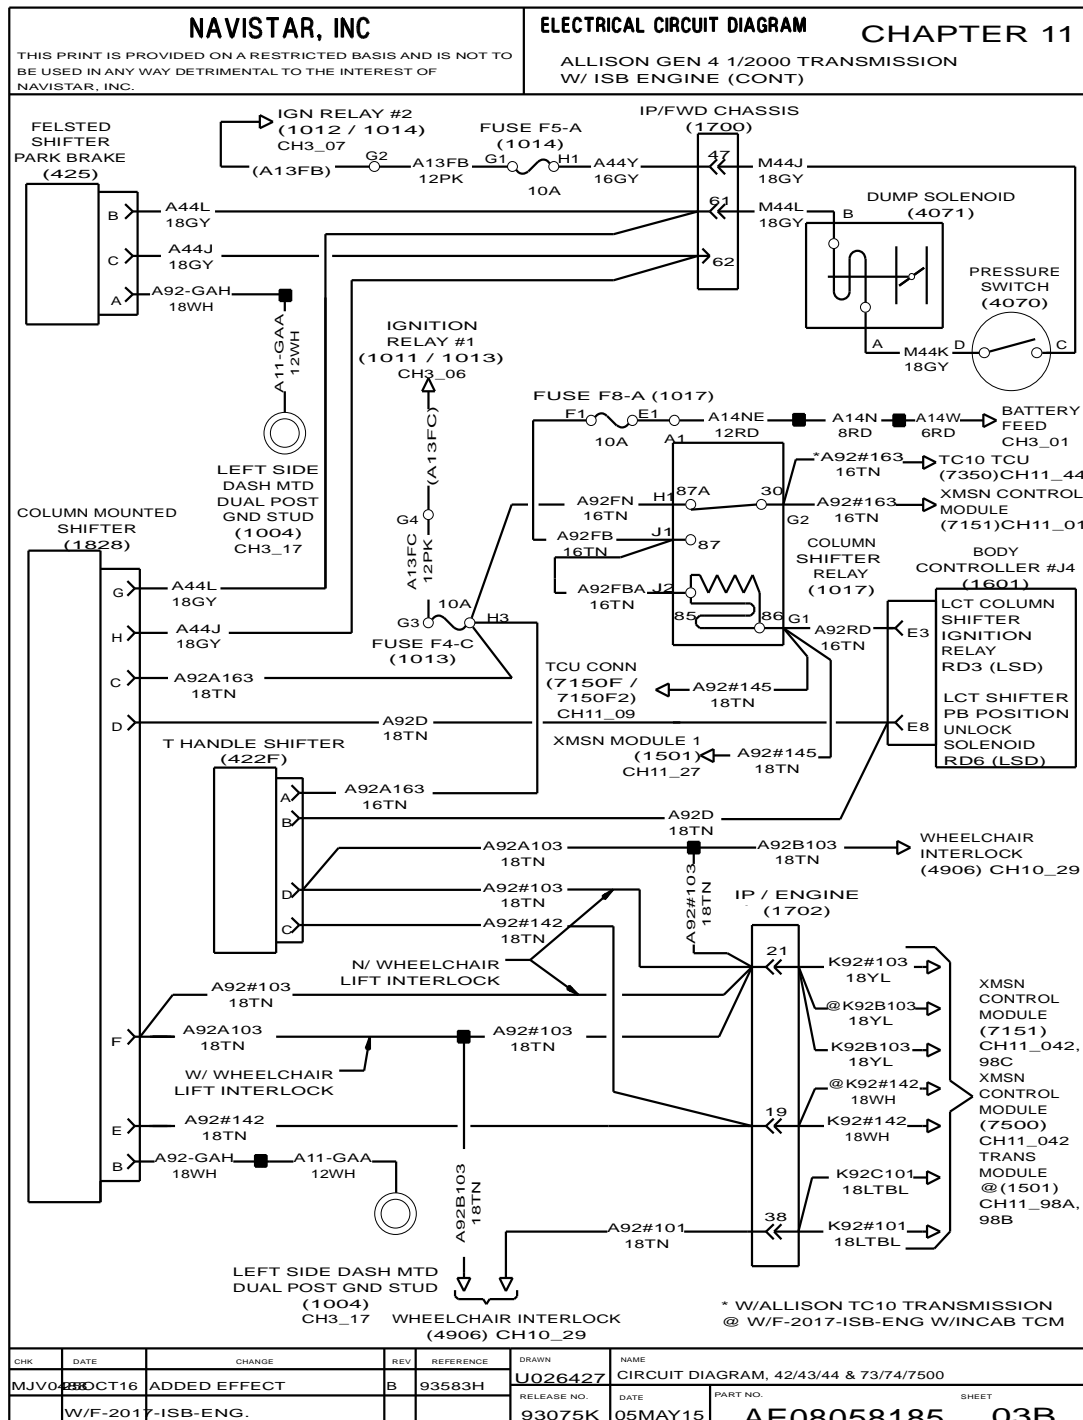 NAVISTAR, INC
THIS PRINT IS PROVIDED ON A RESTRICTED BASIS AND IS NOT TO
BE USED IN ANY WAY DETRIMENTAL TO THE INTEREST OF
NAVISTAR, INC.
ELECTRICAL CIRCUIT DIAGRAM
CHAPTER 11
ALLISON GEN 4 1/2000 TRANSMISSION
W/ ISB ENGINE (CONT)
FELSTED
SHIFTER
PARK BRAKE
(425)
IGN RELAY #2
(1012 / 1014)
CH3_07
(A13FB)
G2
A13FB
12PK
FUSE F5-A
(1014)
G1
H1
10A
A44Y
16GY
IP/FWD CHASSIS
(1700)
47
M44J
18GY
B
A44L
18GY
61
M44L
18GY
B
DUMP SOLENOID
(4071)
C
A44J
18GY
62
A
A92-GAH
18WH
A11-GAA
12WH
PRESSURE
SWITCH
(4070)
A
M44K
18GY
D
C
LEFT SIDE
DASH MTD
DUAL POST
GND STUD
(1004)
CH3_17
IGNITION
RELAY #1
(1011 / 1013)
CH3_06
(A13FC)
G4
A13FC
12PK
10A
G3
H3
FUSE F4-C
(1013)
FUSE F8-A (1017)
F1
E1
10A
A1
A14NE
12RD
A14N
8RD
A14W
6RD
BATTERY
FEED
CH3_01
*A92#163
16TN
TC10 TCU
(7350)CH11_44
A92FN
16TN
H1
87A
30
G2
A92#163
16TN
XMSN CONTROL
MODULE
(7151)CH11_01
A92FB
16TN
J1
87
COLUMN
SHIFTER
RELAY
(1017)
A92FBA
16TN
J2
85
86
G1
A92RD
16TN
BODY
CONTROLLER #J4
(1601)
E3
LCT COLUMN
SHIFTER
IGNITION
RELAY
RD3 (LSD)
E8
LCT SHIFTER
PB POSITION
UNLOCK
SOLENOID
RD6 (LSD)
COLUMN MOUNTED
SHIFTER
(1828)
G
A44L
18GY
H
A44J
18GY
C
A92A163
18TN
D
A92D
18TN
TCU CONN
(7150F /
7150F2)
CH11_09
A92#145
18TN
XMSN MODULE 1
(1501)
CH11_27
A92#145
18TN
T HANDLE SHIFTER
(422F)
A
A92A163
16TN
B
A92D
18TN
A92A103
18TN
A92B103
18TN
WHEELCHAIR
INTERLOCK
(4906) CH10_29
D
A92#103
18TN
A92#103
18TN
C
A92#142
18TN
IP / ENGINE
(1702)
N/ WHEELCHAIR
LIFT INTERLOCK
A92#103
18TN
F
A92A103
18TN
A92#103
18TN
W/ WHEELCHAIR
LIFT INTERLOCK
21
K92#103
18YL
@K92B103
18YL
K92B103
18YL
@K92#142
18WH
E
A92#142
18TN
19
K92#142
18WH
B
A92-GAH
18WH
A11-GAA
12WH
A92B103
18TN
K92C101
18LTBL
A92#101
18TN
38
K92#101
18LTBL
XMSN
CONTROL
MODULE
(7151)
CH11_042,
98C
XMSN
CONTROL
MODULE
(7500)
CH11_042
TRANS
MODULE
@(1501)
CH11_98A,
98B
LEFT SIDE DASH MTD
DUAL POST GND STUD
(1004)
CH3_17
WHEELCHAIR INTERLOCK
(4906) CH10_29
* W/ALLISON TC10 TRANSMISSION
@ W/F-2017-ISB-ENG W/INCAB TCM
CHK DATE CHANGE REV REFERENCE
OCT16 ADDED EFFECT B 93583H
W/F-2017-ISB-ENG.
DRAWN
U026427
NAME
CIRCUIT DIAGRAM, 42/43/44 & 73/74/7500
RELEASE NO.
93075K
DATE
05MAY15
PART NO.
AE08058185
SHEET
03B